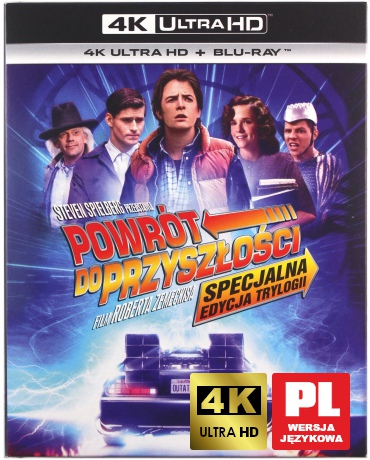 4K ULTRA HD
4K ULTRA HD + BLU-RAY™
STEVEN SPIELBERG PRZEDSTAWIA
POWRÓT
DO PRZYSZŁOŚCI
FILM ROBERTA ZEMECKISA
SPECJALNA
EDYCJA TRYLOGII
OUTATIME
4K
ULTRA HD
PL
WERSJA
JĘZYKOWA